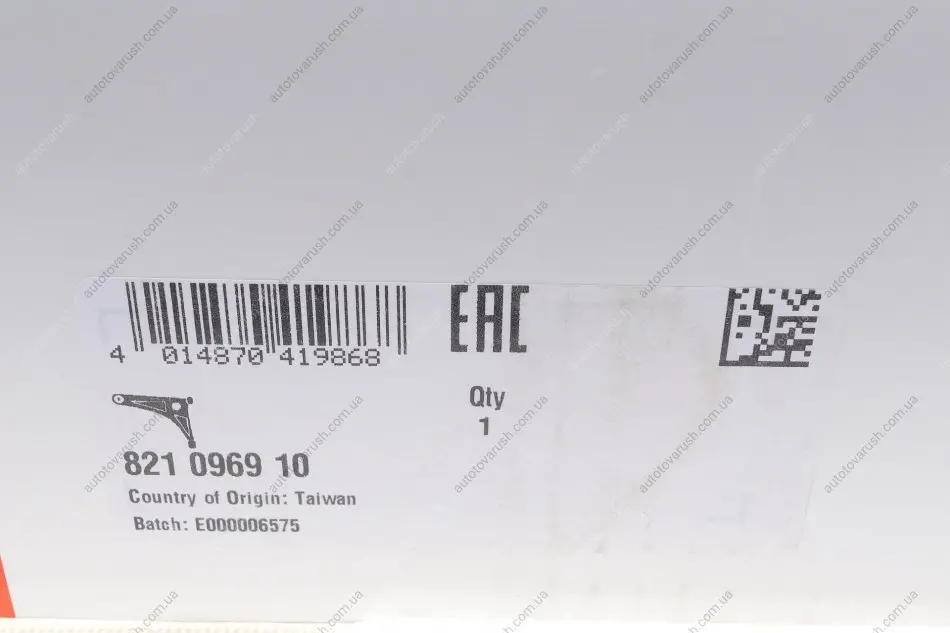 4 014870 419868
EAC
Qty
1
821 0969 10
Country of Origin: Taiwan
Batch: E000006575
autotovarush.com.ua